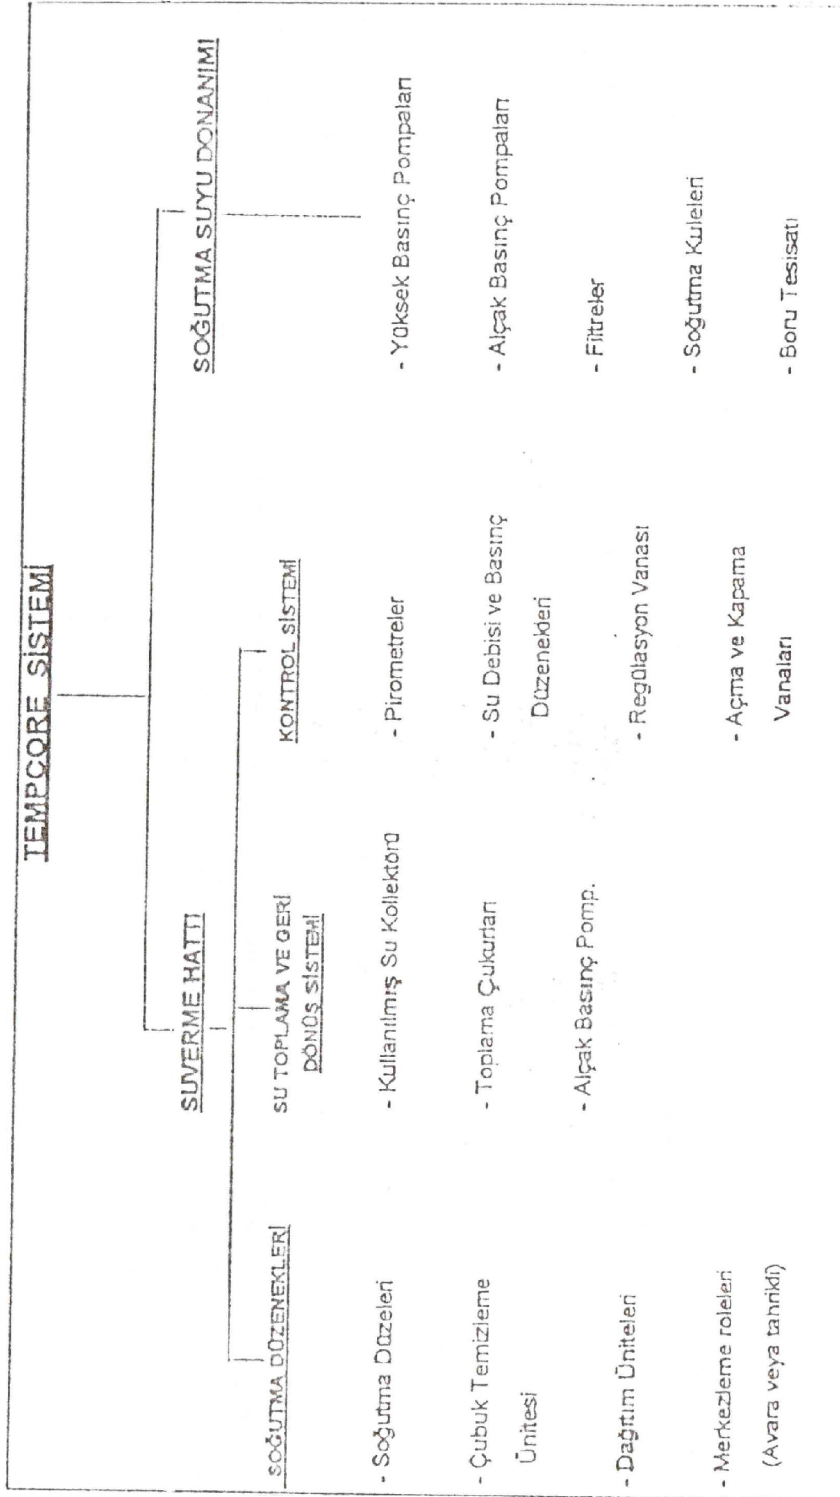 TEMPCORE SİSTEMİ
SUVERME HATTI
SOĞUTMA SUYU DONANIMI
SOĞUTMA DÜZENEKLERİ
SU TOPLAMA VE GERİ
DÖNÜŞ SİSTEMİ
KONTROL SİSTEMİ
- Soğutma Düzeleri
- Çubuk Temizleme
Ünitesi
- Dağıtım Üniteleri
- Merkezleme roleleri
(Avara veya tahrikli)
- Kullanılmış Su Kollektörü
- Toplama Çukurları
- Alçak Basınç Pomp.
- Pirometreler
- Su Debisi ve Basınç
Düzenekleri
- Regülasyon Vanası
- Açma ve Kapama
Vanaları
- Yüksek Basınç Pompaları
- Alçak Basınç Pompaları
- Filtreler
- Soğutma Kuleleri
- Boru Tesisatı